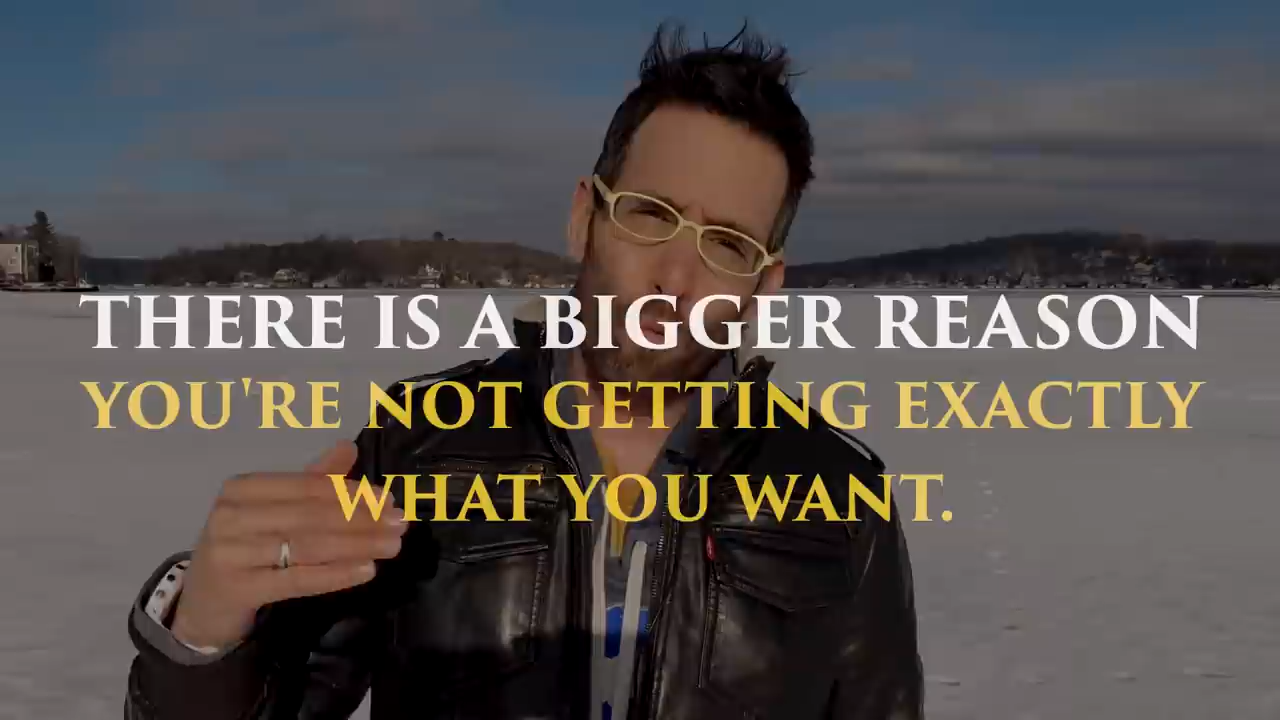 THERE IS A BIGGER REASON
YOU'RE NOT GETTING EXACTLY
WHAT YOU WANT.